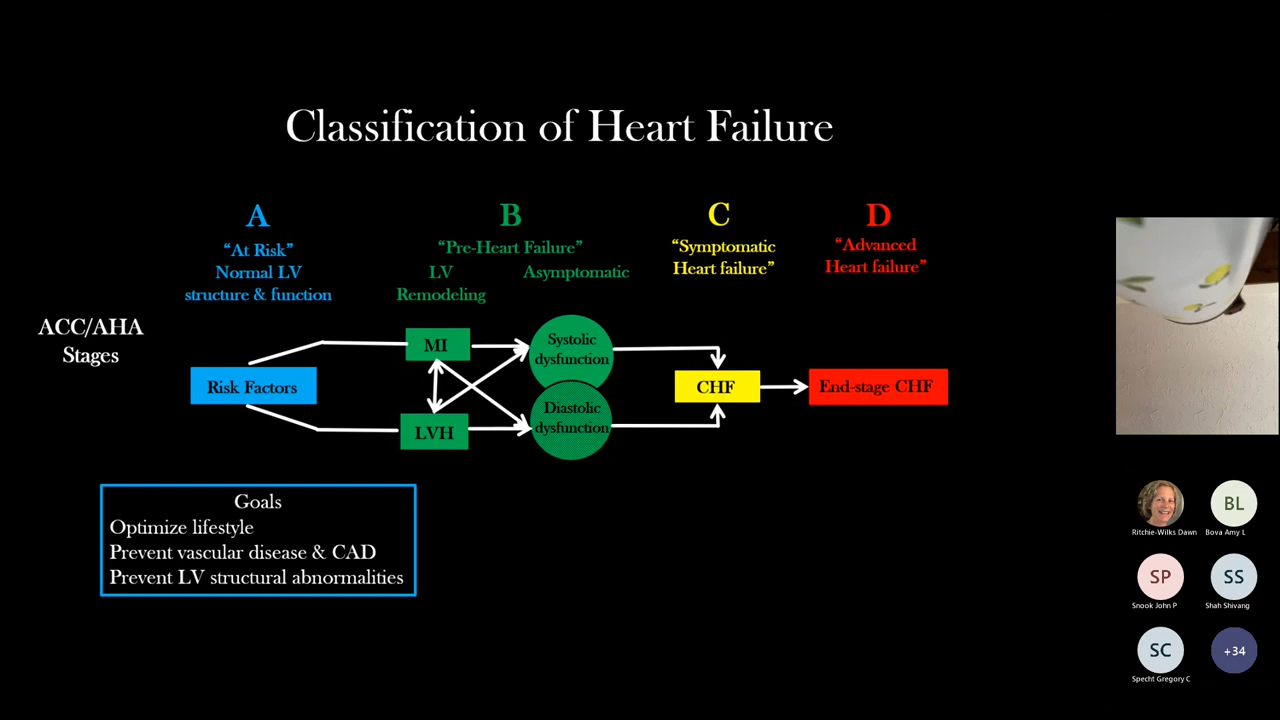 Classification of Heart Failure
A
B
C
D
“At Risk”
Normal LV
structure & function
“Pre-Heart Failure”
LV
Remodeling
Asymptomatic
“Symptomatic
Heart failure”
“Advanced
Heart failure”
ACC/AHA
Stages
Risk Factors
MI
LVH
Systolic
dysfunction
Diastolic
dysfunction
CHF
End-stage CHF
Goals
Optimize lifestyle
Prevent vascular disease & CAD
Prevent LV structural abnormalities
Ritchie-Wilks Dawn
BL
Bova Amy L
SP
Snook John P
SS
Shah Shivang
SC
Specht Gregory C
+34